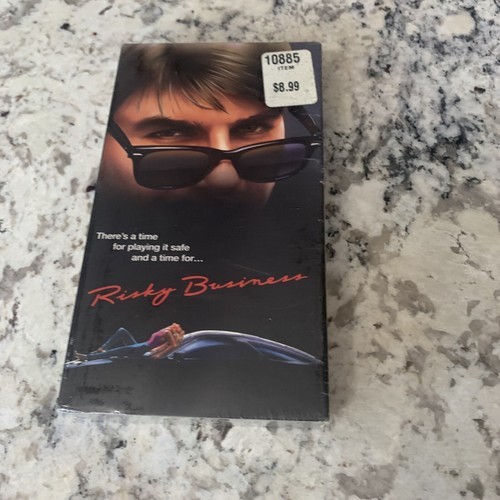 10885
ITEM
$8.99
There's a time
for playing it safe
and a time for...
Risky Business